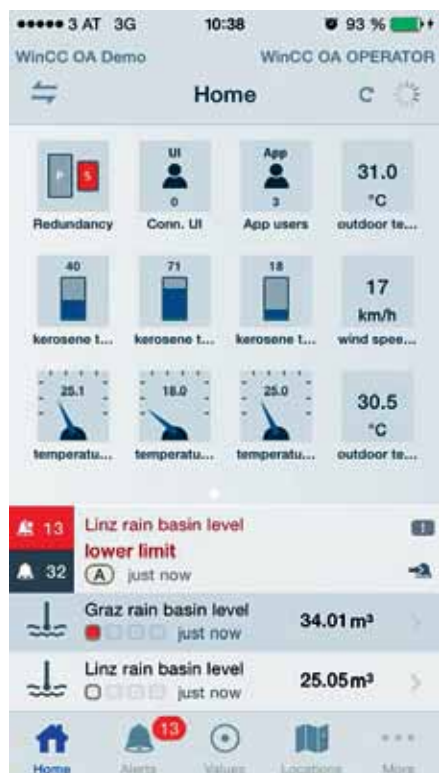 3 AT 3G 10:38 93 %
WinCC OA Demo WinCC OA OPERATOR
Home
P S
UI
0
App
3
31.0
°C
Redundancy Conn. UI App users outdoor te...
40 71 18 17
km/h
kerosene t... kerosene t... kerosene t... wind spee...
25.1 18.0 25.0 30.5
°C
temperatu... temperatu... temperatu... outdoor te...
13 Linz rain basin level
lower limit
32 A just now
Graz rain basin level
just now
34.01 m³
Linz rain basin level
just now
25.05 m³
13
Home Alerts Values Locations More